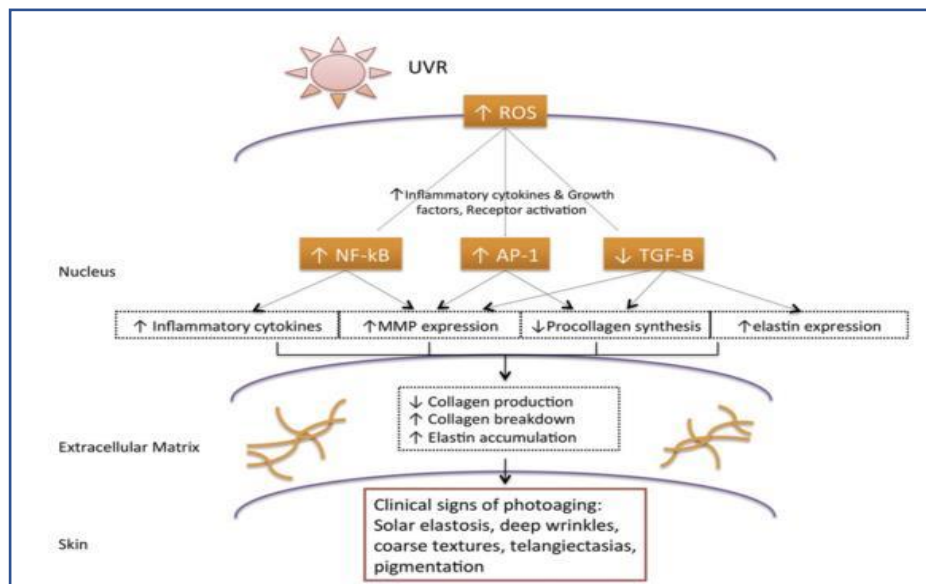 UVR
↑ ROS
↑Inflammatory cytokines & Growth
factors, Receptor activation
↑ NF-kB
↑ AP-1
↓ TGF-B
Nucleus
↑ Inflammatory cytokines
↑MMP expression
↓Procollagen synthesis
↑elastin expression
↓ Collagen production
↑ Collagen breakdown
↑ Elastin accumulation
Extracellular Matrix
Clinical signs of photoaging:
Solar elastosis, deep wrinkles,
coarse textures, telangiectasias,
pigmentation
Skin